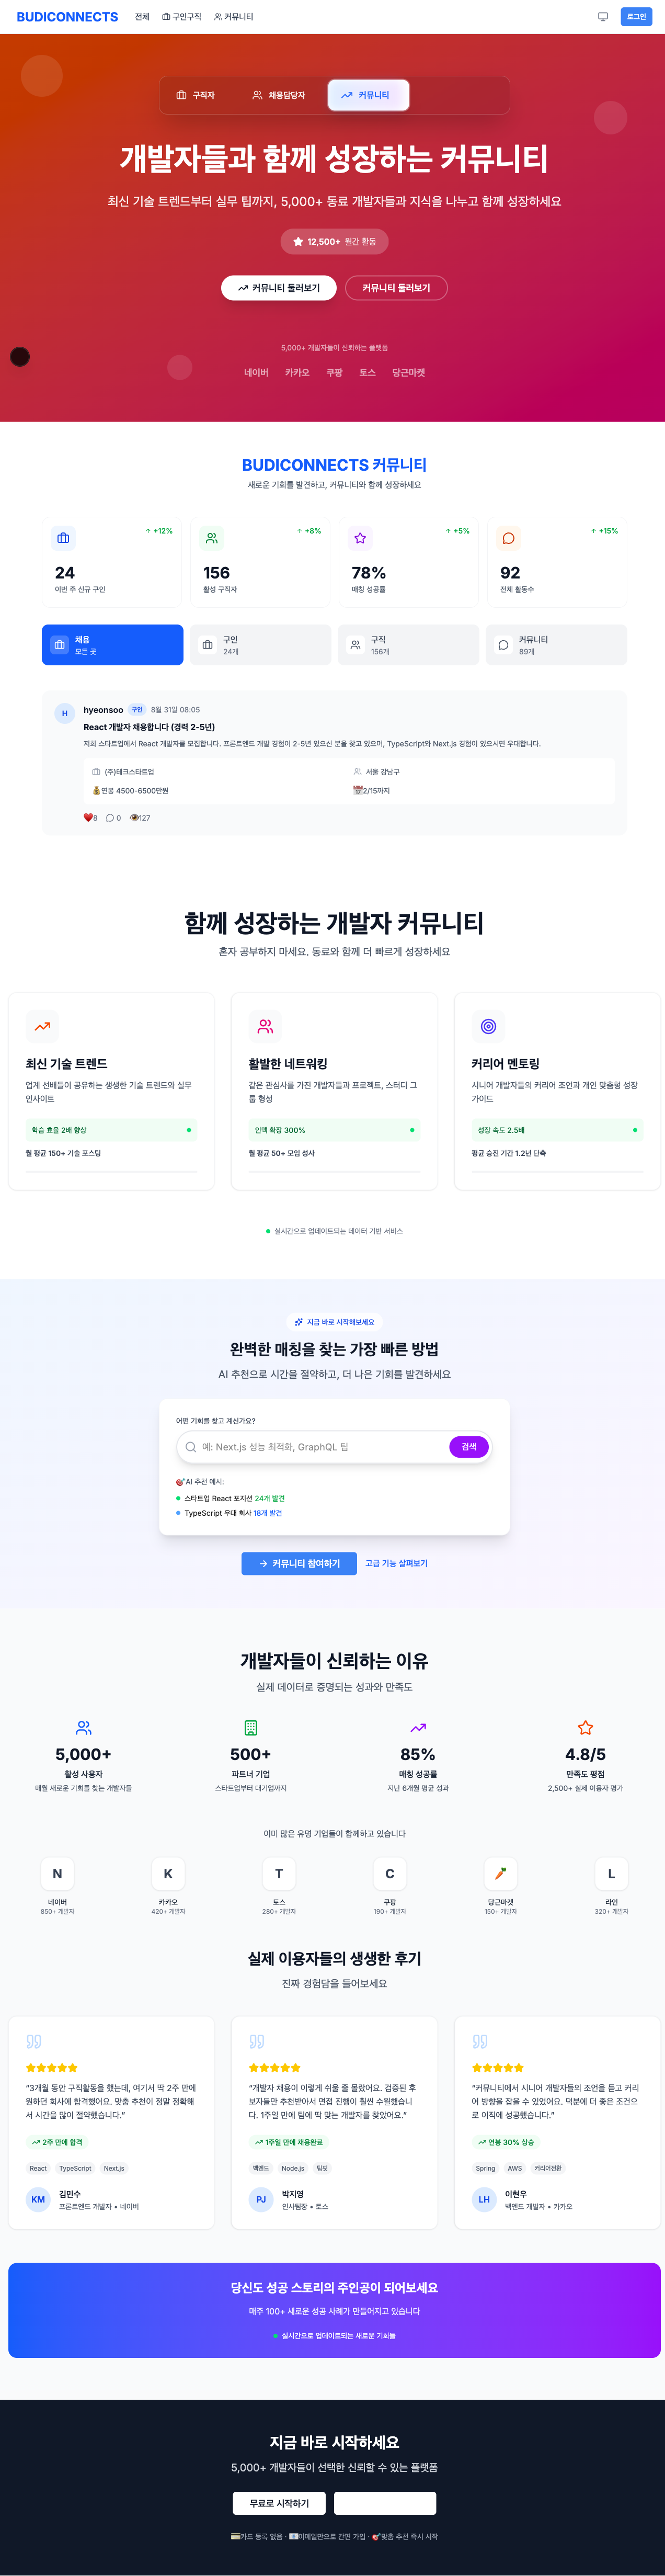 BUDICONNECTS 전체 구인구직 커뮤니티 로그인
구직자 채용담당자 커뮤니티
개발자들과 함께 성장하는 커뮤니티
최신 기술 트렌드부터 실무 팁까지, 5,000+ 동료 개발자들과 지식을 나누고 함께 성장하세요
12,500+ 월간 활동
커뮤니티 둘러보기 커뮤니티 둘러보기
5,000+ 개발자들이 신뢰하는 플랫폼
네이버 카카오 쿠팡 토스 당근마켓
BUDICONNECTS 커뮤니티
새로운 기회를 발견하고, 커뮤니티와 함께 성장하세요
↑ +12% ↑ +8% ↑ +5% ↑ +15%
24 156 78% 92
이번 주 신규 구인 활성 구직자 매칭 성공률 전체 활동수
채용 구인 구직 커뮤니티
모든 곳 24개 156개 89개
H hyeonsoo 구인 8월 31일 08:05
React 개발자 채용합니다 (경력 2-5년)
저희 스타트업에서 React 개발자를 모집합니다. 프론트엔드 개발 경험이 2-5년 있으신 분을 찾고 있으며, TypeScript와 Next.js 경험이 있으시면 우대합니다.
(주)테크스타트업 서울 강남구
💰연봉 4500-6500만원 📅2/15까지
❤️8 0 👁️127
함께 성장하는 개발자 커뮤니티
혼자 공부하지 마세요. 동료와 함께 더 빠르게 성장하세요
최신 기술 트렌드
업계 선배들이 공유하는 생생한 기술 트렌드와 실무
인사이트
학습 효율 2배 향상
월 평균 150+ 기술 포스팅
활발한 네트워킹
같은 관심사를 가진 개발자들과 프로젝트, 스터디 그
룹 형성
인맥 확장 300%
월 평균 50+ 모임 성사
커리어 멘토링
시니어 개발자들의 커리어 조언과 개인 맞춤형 성장
가이드
성장 속도 2.5배
평균 승진 기간 1.2년 단축
실시간으로 업데이트되는 데이터 기반 서비스
지금 바로 시작해보세요
완벽한 매칭을 찾는 가장 빠른 방법
AI 추천으로 시간을 절약하고, 더 나은 기회를 발견하세요
어떤 기회를 찾고 계신가요?
예: Next.js 성능 최적화, GraphQL 팁 검색
🎯AI 추천 예시:
스타트업 React 포지션 24개 발견
TypeScript 우대 회사 18개 발견
커뮤니티 참여하기 고급 기능 살펴보기
개발자들이 신뢰하는 이유
실제 데이터로 증명되는 성과와 만족도
5,000+ 500+ 85% 4.8/5
활성 사용자 파트너 기업 매칭 성공률 만족도 평점
매월 새로운 기회를 찾는 개발자들 스타트업부터 대기업까지 지난 6개월 평균 성과 2,500+ 실제 이용자 평가
이미 많은 유명 기업들이 함께하고 있습니다
N K T C 🥕 L
네이버 카카오 토스 쿠팡 당근마켓 라인
850+ 개발자 420+ 개발자 280+ 개발자 190+ 개발자 150+ 개발자 320+ 개발자
실제 이용자들의 생생한 후기
진짜 경험담을 들어보세요
“3개월 동안 구직활동을 했는데, 여기서 딱 2주 만에
원하던 회사에 합격했어요. 맞춤 추천이 정말 정확해
서 시간을 많이 절약했습니다.”
2주 만에 합격
React TypeScript Next.js
KM 김민수
프론트엔드 개발자 • 네이버
“개발자 채용이 이렇게 쉬울 줄 몰랐어요. 검증된 후
보자들만 추천받아서 면접 진행이 훨씬 수월했습니
다. 1주일 만에 팀에 딱 맞는 개발자를 찾았어요.”
1주일 만에 채용완료
백엔드 Node.js 팀핏
PJ 박지영
인사팀장 • 토스
“커뮤니티에서 시니어 개발자들의 조언을 듣고 커리
어 방향을 잡을 수 있었어요. 덕분에 더 좋은 조건으
로 이직에 성공했습니다.”
연봉 30% 상승
Spring AWS 커리어전환
LH 이현우
백엔드 개발자 • 카카오
당신도 성공 스토리의 주인공이 되어보세요
매주 100+ 새로운 성공 사례가 만들어지고 있습니다
실시간으로 업데이트되는 새로운 기회들
지금 바로 시작하세요
5,000+ 개발자들이 선택한 신뢰할 수 있는 플랫폼
무료로 시작하기
💳카드 등록 없음 · 📧이메일만으로 간편 가입 · 🎯맞춤 추천 즉시 시작